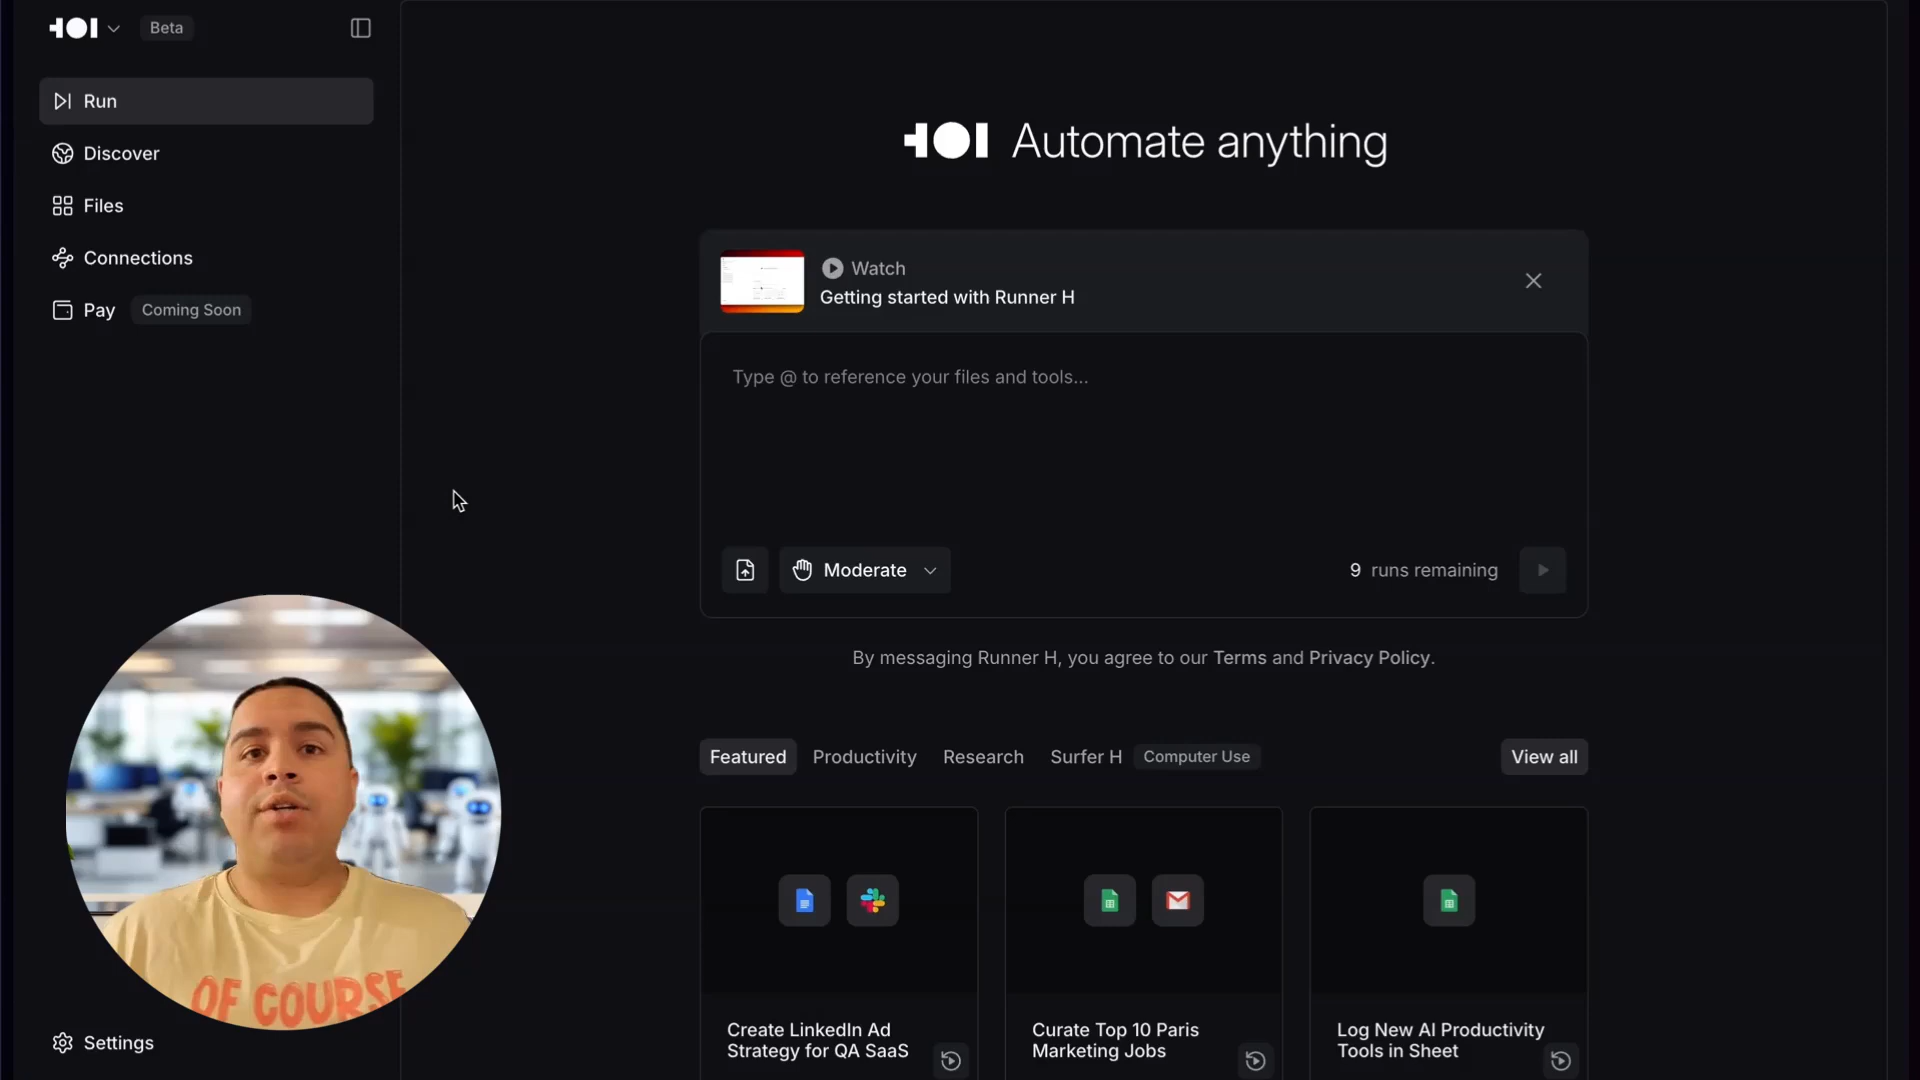 Beta
Run
Discover
Files
Connections
Pay
Coming Soon
Automate anything
Watch
Getting started with Runner H
Type @ to reference your files and tools...
Moderate
9 runs remaining
By messaging Runner H, you agree to our Terms and Privacy Policy.
Featured
Productivity
Research
Surfer H
Computer Use
View all
Create LinkedIn Ad
Strategy for QA SaaS
Curate Top 10 Paris
Marketing Jobs
Log New AI Productivity
Tools in Sheet
OF COURSE
Settings